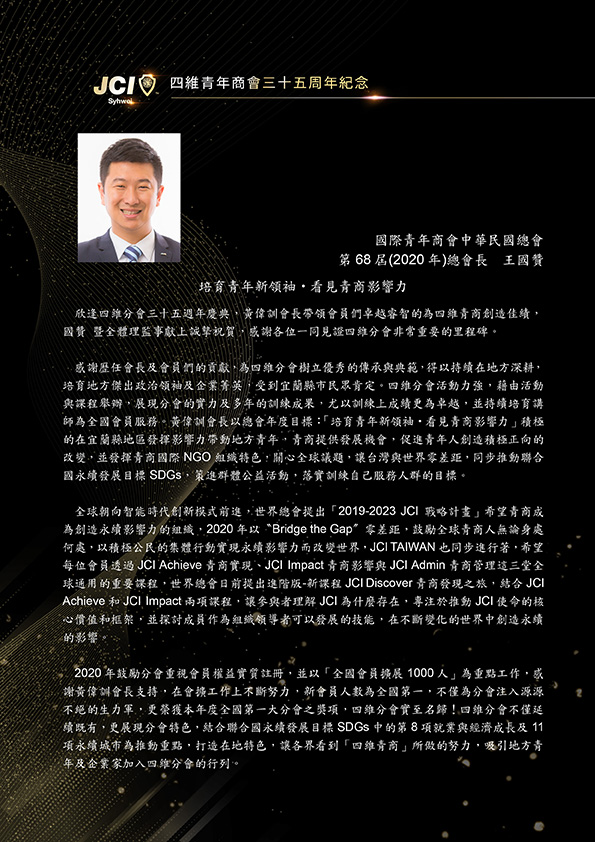 JCI
Syhwei
四維青年商會三十五周年紀念
國際青年商會中華民國總會
第 68 屆(2020 年)總會長　王國贊
培育青年新領袖‧看見青商影響力
欣逢四維分會三十五週年慶典，黃偉訓會長帶領會員們卓越睿智的為四維青商創造佳績，
國贊 暨全體理監事獻上誠摯祝賀，感謝各位一同見證四維分會非常重要的里程碑。
感謝歷任會長及會員們的貢獻，為四維分會樹立優秀的傳承與典範，得以持續在地方深耕，
培育地方傑出政治領袖及企業菁英，受到宜蘭縣市民眾肯定。四維分會活動力強，藉由活動
與課程舉辦，展現分會的實力及多年的訓練成果，尤以訓練上成績更為卓越，並持續培育講
師為全國會員服務。黃偉訓會長以總會年度目標：「培育青年新領袖，看見青商影響力」積極
的在宜蘭縣地區發揮影響力帶動地方青年，青商提供發展機會，促進青年人創造積極正向的
改變，並發揮青商國際 NGO 組織特色，關心全球議題，讓台灣與世界零差距，同步推動聯合
國永續發展目標 SDGs，策進群體公益活動，落實訓練自己服務人群的目標。
全球朝向智能時代創新模式前進，世界總會提出「2019-2023 JCI 戰略計畫」希望青商成
為創造永續影響力的組織，2020 年以〝Bridge the Gap〞零差距，鼓勵全球青商人無論身處
何處，以積極公民的集體行動實現永續影響力而改變世界，JCI TAIWAN 也同步進行著，希望
每位會員透過 JCI Achieve 青商實現、JCI Impact 青商影響與 JCI Admin 青商管理這三堂全
球通用的重要課程，世界總會目前提出進階版-新課程 JCI Discover 青商發現之旅，結合 JCI
Achieve 和 JCI Impact 兩項課程，讓參與者理解 JCI 為什麼存在，專注於推動 JCI 使命的核
心價值和框架，並探討成員作為組織領導者可以發展的技能，在不斷變化的世界中創造永續
的影響。
2020 年鼓勵分會重視會員權益實質註冊，並以「全國會員擴展 1000 人」為重點工作，感
謝黃偉訓會長支持，在會擴工作上不斷努力，新會員人數為全國第一，不僅為分會注入源源
不絕的生力軍，更榮獲本年度全國第一大分會之獎項，四維分會實至名歸！四維分會不僅延
續既有，更展現分會特色，結合聯合國永續發展目標 SDGs 中的第 8 項就業與經濟成長及 11
項永續城市為推動重點，打造在地特色，讓各界看到「四維青商」所做的努力，吸引地方青
年及企業家加入四維分會的行列。